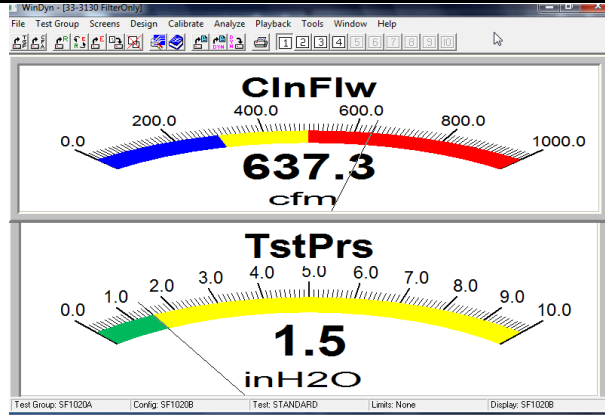 WinDyn - [33-3130 FilterOnly]
File Test Group Screens Design Calibrate Analyze Playback Tools Window Help
1 2 3 4 5 6 7 8 9 10
ClnFlw
0.0 200.0 400.0 600.0 800.0 1000.0
637.3
cfm
TstPrs
0.0 1.0 2.0 3.0 4.0 5.0 6.0 7.0 8.0 9.0 10.0
1.5
inH2O
Test Group: SF1020A Config: SF1020B Test: STANDARD Limits: None Display: SF1020B